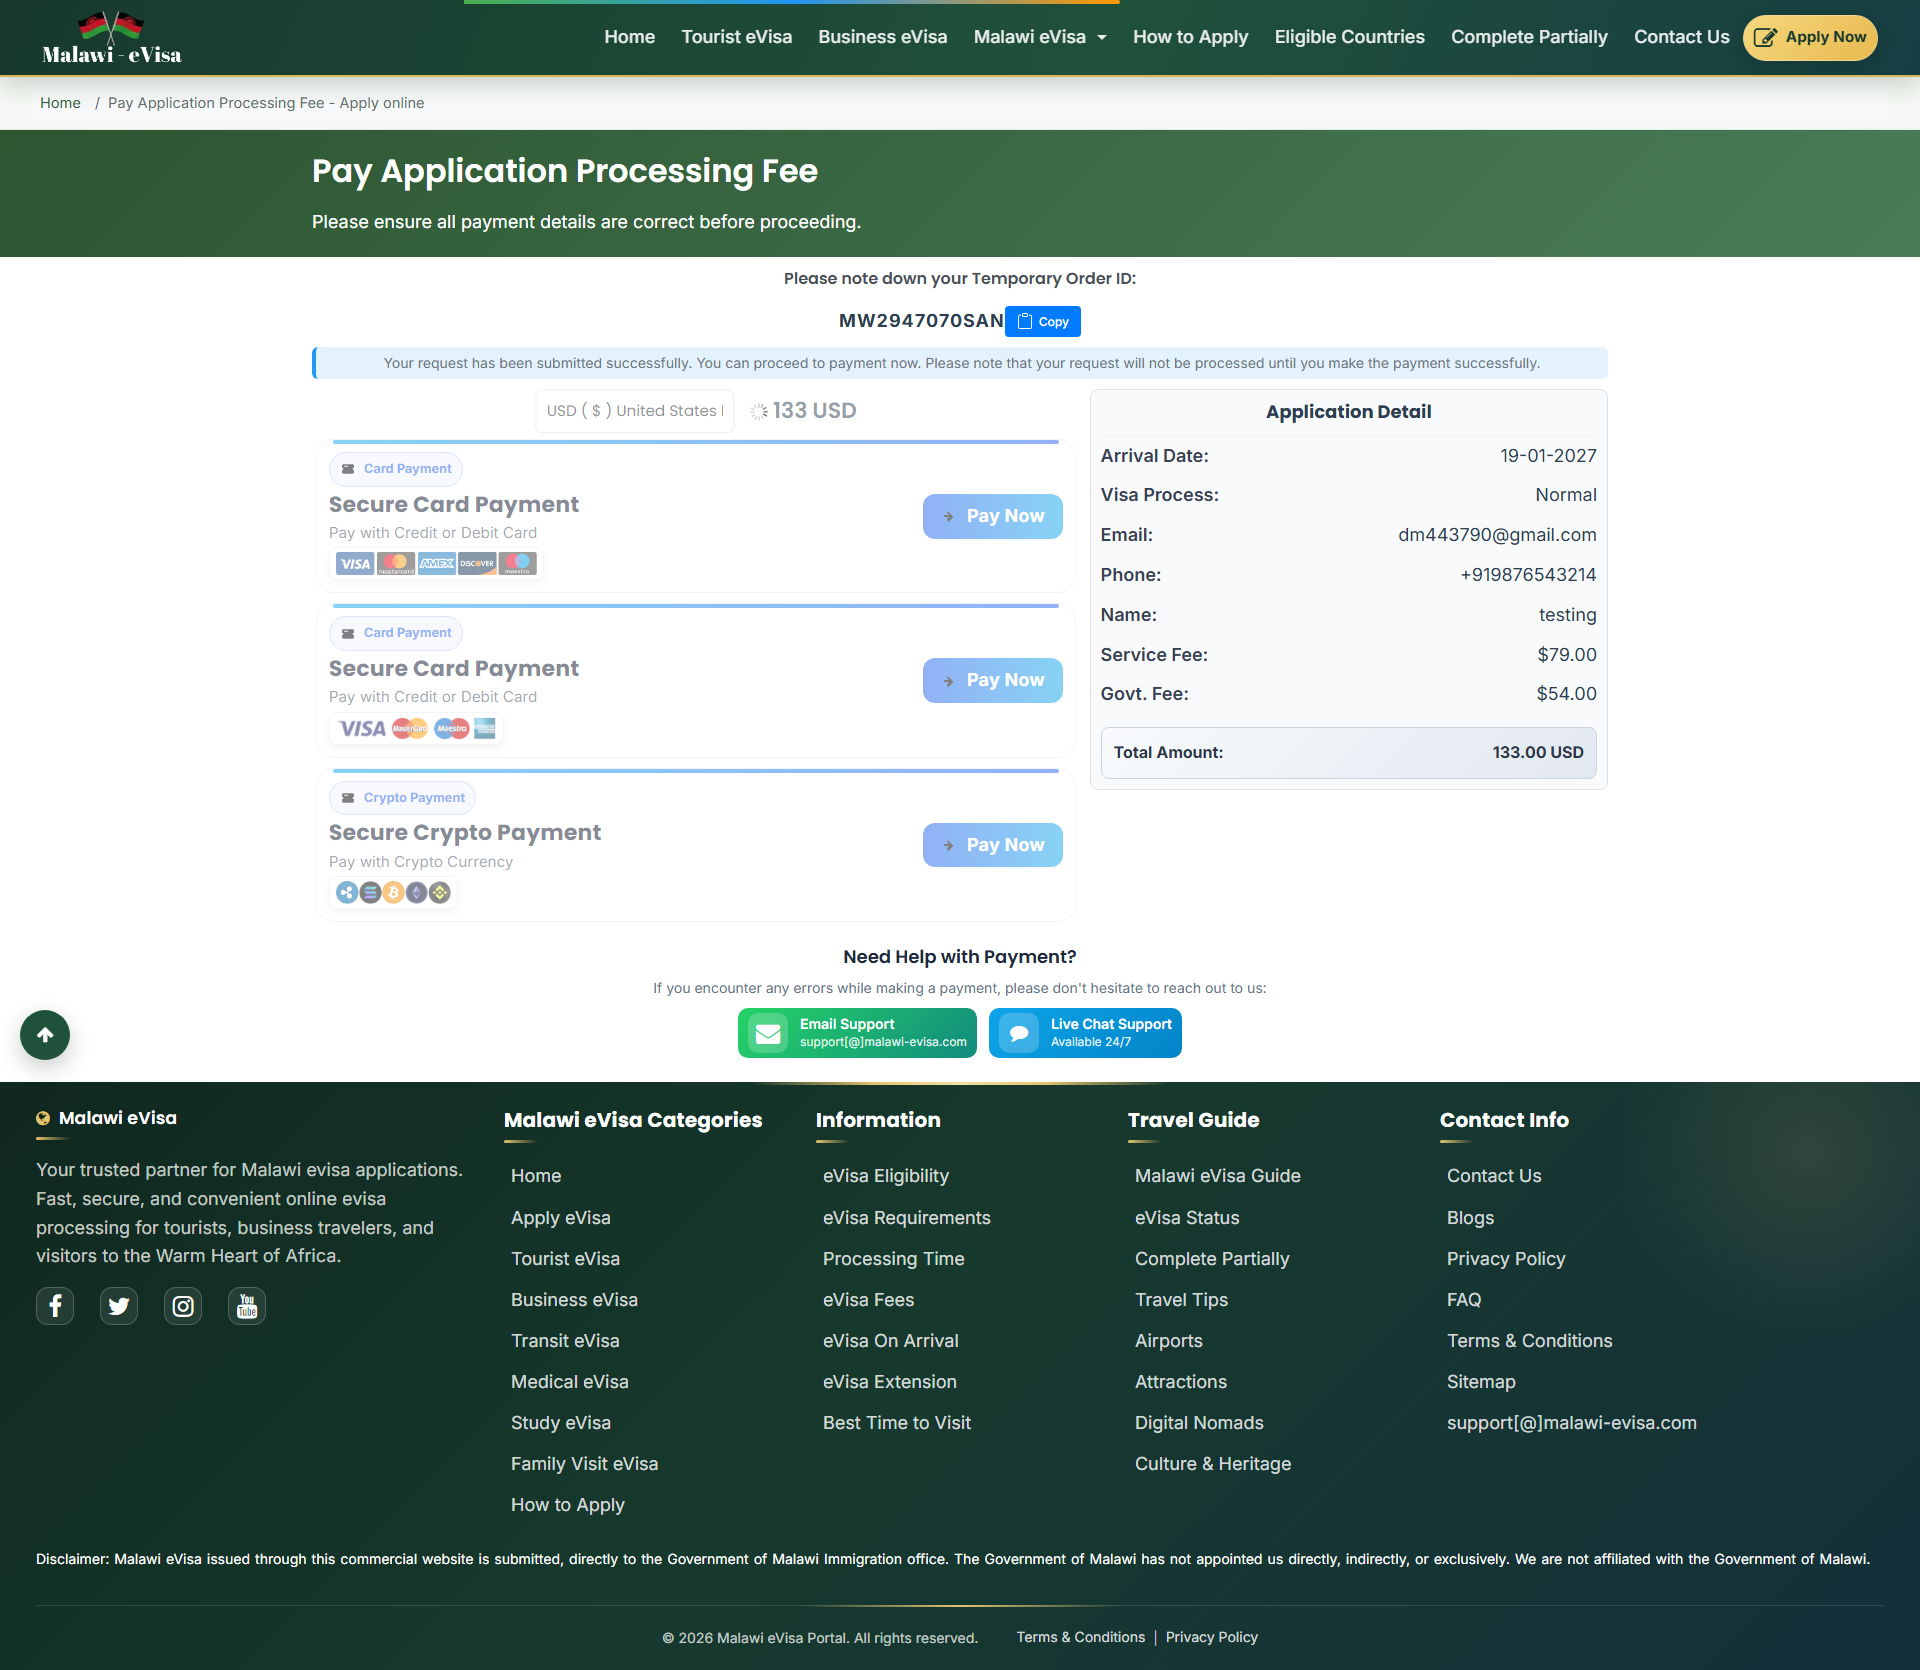 Malawi - eVisa
Home
Tourist eVisa
Business eVisa
Malawi eVisa
How to Apply
Eligible Countries
Complete Partially
Contact Us
Apply Now
Home / Pay Application Processing Fee - Apply online
Pay Application Processing Fee
Please ensure all payment details are correct before proceeding.
Please note down your Temporary Order ID:
MW2947070SAN
Copy
Your request has been submitted successfully. You can proceed to payment now. Please note that your request will not be processed until you make the payment successfully.
USD ( $ ) United States
133 USD
Card Payment
Secure Card Payment
Pay with Credit or Debit Card
VISA mastercard AMEX DISCOVER maestro
Pay Now
Card Payment
Secure Card Payment
Pay with Credit or Debit Card
VISA MasterCard Maestro
Pay Now
Crypto Payment
Secure Crypto Payment
Pay with Crypto Currency
Pay Now
Application Detail
Arrival Date: 19-01-2027
Visa Process: Normal
Email: dm443790@gmail.com
Phone: +919876543214
Name: testing
Service Fee: $79.00
Govt. Fee: $54.00
Total Amount: 133.00 USD
Need Help with Payment?
If you encounter any errors while making a payment, please don't hesitate to reach out to us:
Email Support
support[@]malawi-evisa.com
Live Chat Support
Available 24/7
Malawi eVisa
Your trusted partner for Malawi evisa applications.
Fast, secure, and convenient online evisa
processing for tourists, business travelers, and
visitors to the Warm Heart of Africa.
You Tube
Malawi eVisa Categories
Home
Apply eVisa
Tourist eVisa
Business eVisa
Transit eVisa
Medical eVisa
Study eVisa
Family Visit eVisa
How to Apply
Information
eVisa Eligibility
eVisa Requirements
Processing Time
eVisa Fees
eVisa On Arrival
eVisa Extension
Best Time to Visit
Travel Guide
Malawi eVisa Guide
eVisa Status
Complete Partially
Travel Tips
Airports
Attractions
Digital Nomads
Culture & Heritage
Contact Info
Contact Us
Blogs
Privacy Policy
FAQ
Terms & Conditions
Sitemap
support[@]malawi-evisa.com
Disclaimer: Malawi eVisa issued through this commercial website is submitted, directly to the Government of Malawi Immigration office. The Government of Malawi has not appointed us directly, indirectly, or exclusively. We are not affiliated with the Government of Malawi.
© 2026 Malawi eVisa Portal. All rights reserved.
Terms & Conditions | Privacy Policy